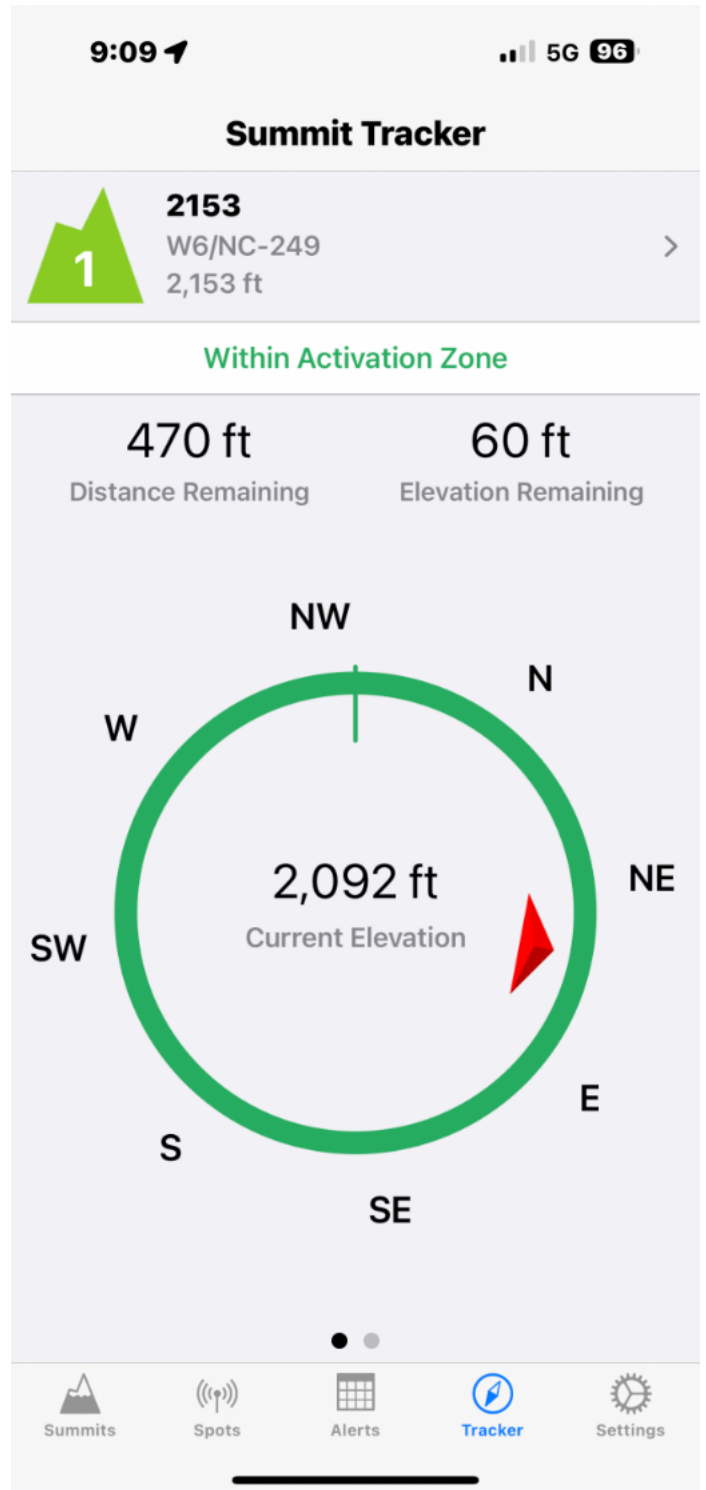 9:09 5G 96
Summit Tracker
1
2153
W6/NC-249
2,153 ft
Within Activation Zone
470 ft 60 ft
Distance Remaining Elevation Remaining
NW
N
W
NE
2,092 ft
Current Elevation
SW
E
S
SE
Summits Spots Alerts Tracker Settings